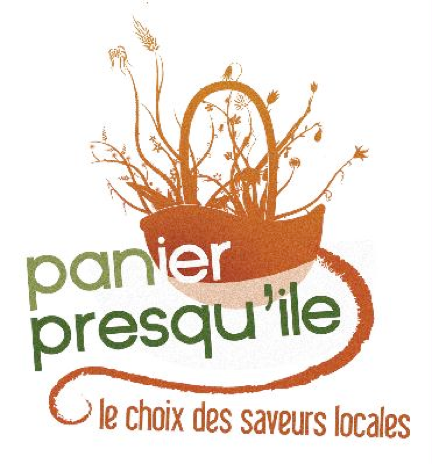 panier
presqu'ile
le choix des saveurs locales